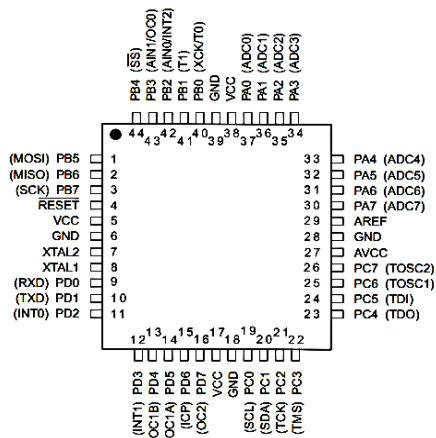 PB4 (SS)
PB3 (AIN1/OC0)
PB2 (AIN0/INT2)
PB1 (T1)
PB0 (XCK/T0)
GND
VCC
PA0 (ADC0)
PA1 (ADC1)
PA2 (ADC2)
PA3 (ADC3)
44 43 42 41 40 39 38 37 36 35 34
(MOSI) PB5 1
(MISO) PB6 2
(SCK) PB7 3
RESET 4
VCC 5
GND 6
XTAL2 7
XTAL1 8
(RXD) PD0 9
(TXD) PD1 10
(INT0) PD2 11
33 PA4 (ADC4)
32 PA5 (ADC5)
31 PA6 (ADC6)
30 PA7 (ADC7)
29 AREF
28 GND
27 AVCC
26 PC7 (TOSC2)
25 PC6 (TOSC1)
24 PC5 (TDI)
23 PC4 (TDO)
12 13 14 15 16 17 18 19 20 21 22
(INT1) PD3
(OC1B) PD4
(OC1A) PD5
(ICP) PD6
(OC2) PD7
VCC
GND
(SCL) PC0
(SDA) PC1
(TCK) PC2
(TMS) PC3